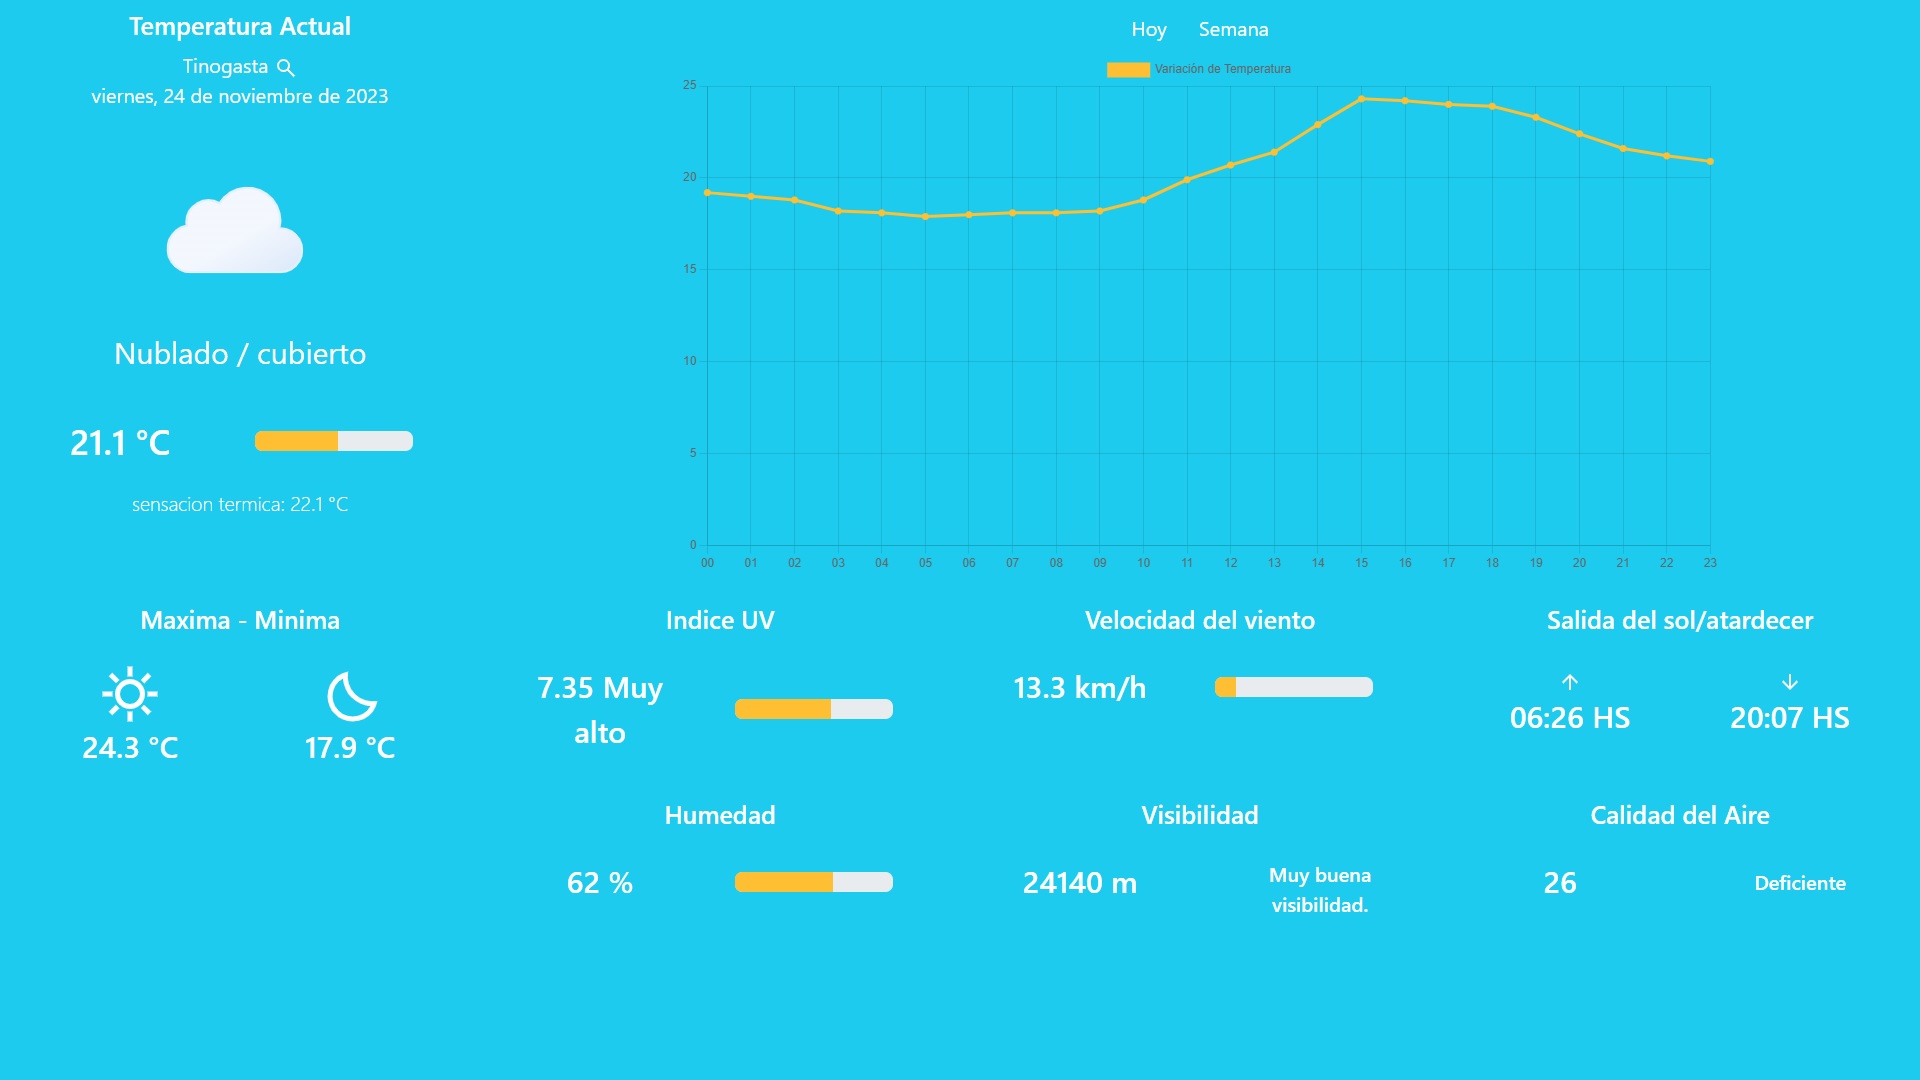 Temperatura Actual
Tinogasta
viernes, 24 de noviembre de 2023
Nublado / cubierto
21.1 °C
sensacion termica: 22.1 °C
Hoy Semana
Variación de Temperatura
25
20
15
10
5
0
00 01 02 03 04 05 06 07 08 09 10 11 12 13 14 15 16 17 18 19 20 21 22 23
Maxima - Minima
24.3 °C 17.9 °C
Indice UV
7.35 Muy
alto
Velocidad del viento
13.3 km/h
Salida del sol/atardecer
06:26 HS 20:07 HS
Humedad
62 %
Visibilidad
24140 m
Muy buena
visibilidad.
Calidad del Aire
26 Deficiente